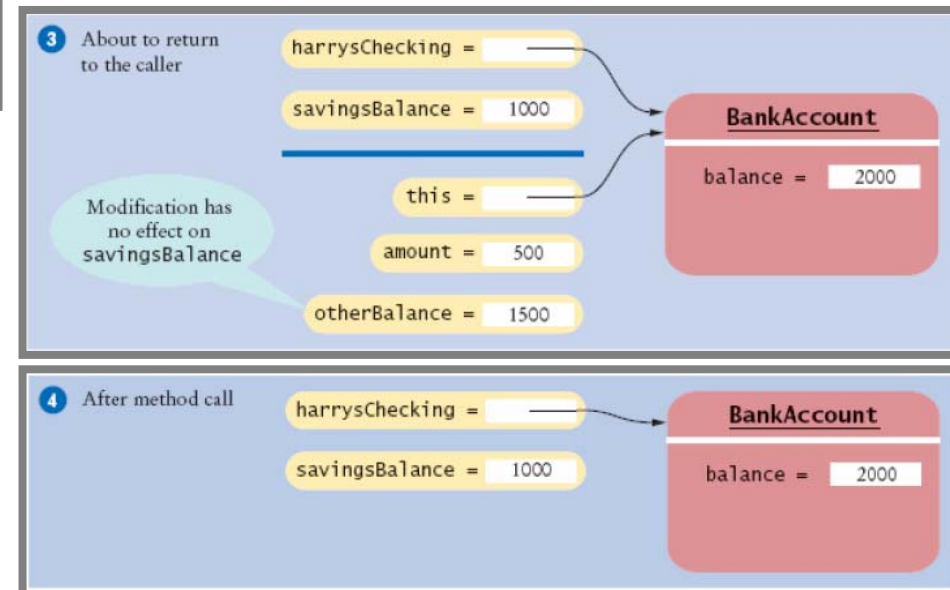 3 About to return
to the caller
harrysChecking =
savingsBalance = 1000
BankAccount
balance = 2000
this =
Modification has
no effect on
savingsBalance
amount = 500
otherBalance = 1500
4 After method call
harrysChecking =
savingsBalance = 1000
BankAccount
balance = 2000